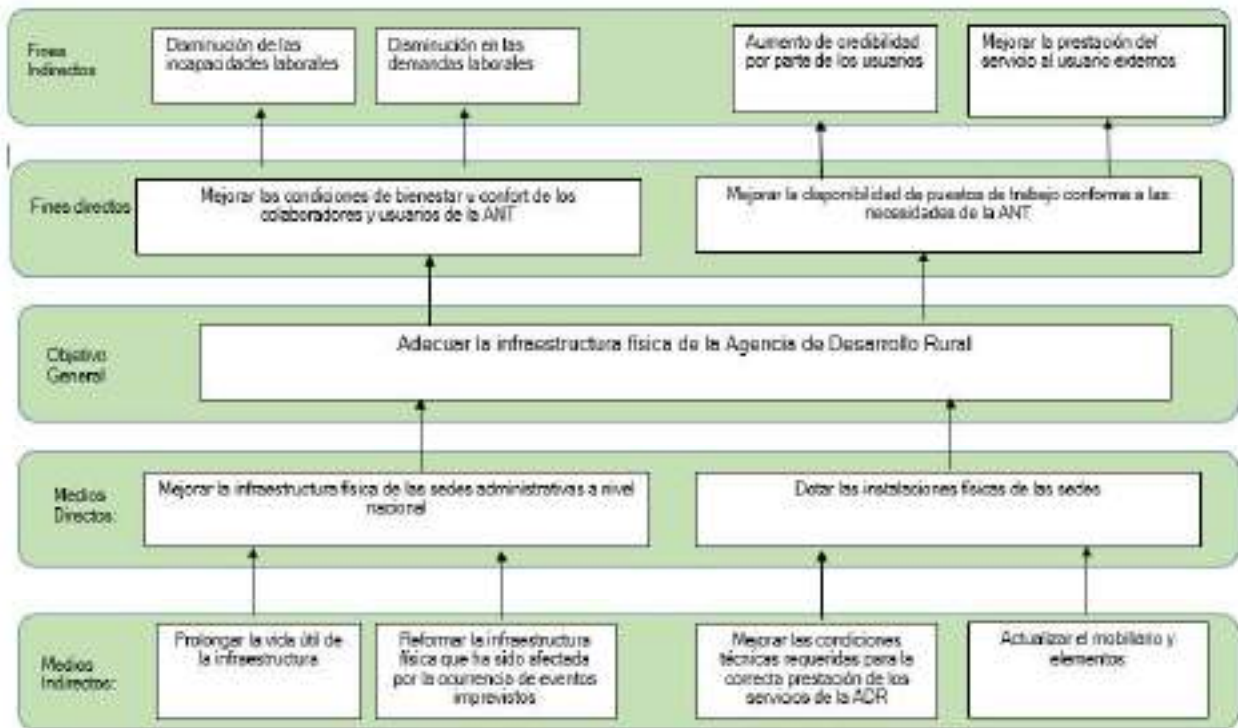 Fines
Indirectos
Disminución de las
incapacidades laborales
Disminución en las
demandas laborales
Aumento de credibilidad
por parte de los usuarios
Mejorar la prestación del
servicio al usuario externos
Fines directos
Mejorar las condiciones de bienestar y confort de los
colaboradores y usuarios de la ANT
Mejorar la disponibilidad de puestos de trabajo conforme a las
necesidades de la ANT
Objetivo
General
Adecuar la infraestructura física de la Agencia de Desarrollo Rural
Medios
Directos:
Mejorar la infraestructura física de las sedes administrativas a nivel
nacional
Dotar las instalaciones físicas de las sedes
Medios
Indirectos:
Prolongar la vida útil de
la infraestructura
Reformar la infraestructura
física que ha sido afectada
por la ocurrencia de eventos
imprevistos
Mejorar las condiciones
técnicas requeridas para la
correcta prestación de los
servicios de la ADR
Actualizar el mobiliario y
elementos